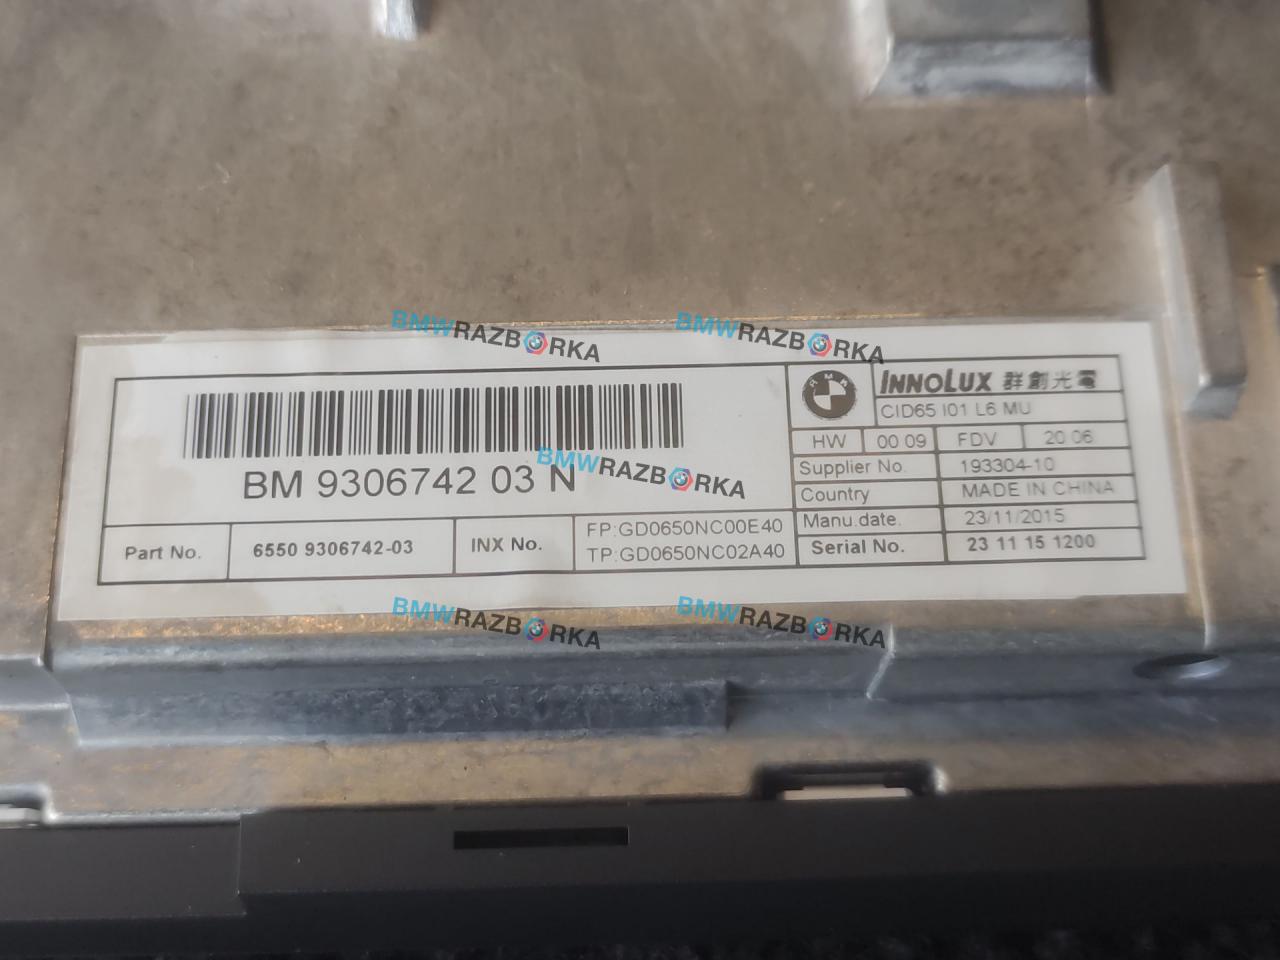 BMWRAZBORKA
BMWRAZBORKA
BM 9306742 03 N
BMWRAZBORKA
Part No.
6550 9306742-03
INX No.
FP:GD0650NC00E40
TP:GD0650NC02A40
BMW
INNOLUX 群創光電
CID65 I01 L6 MU
HW
00 09
FDV
20 06
Supplier No.
193304-10
Country
MADE IN CHINA
Manu.date.
23/11/2015
Serial No.
23 11 15 1200
BMWRAZBORKA
BMWRAZBORKA